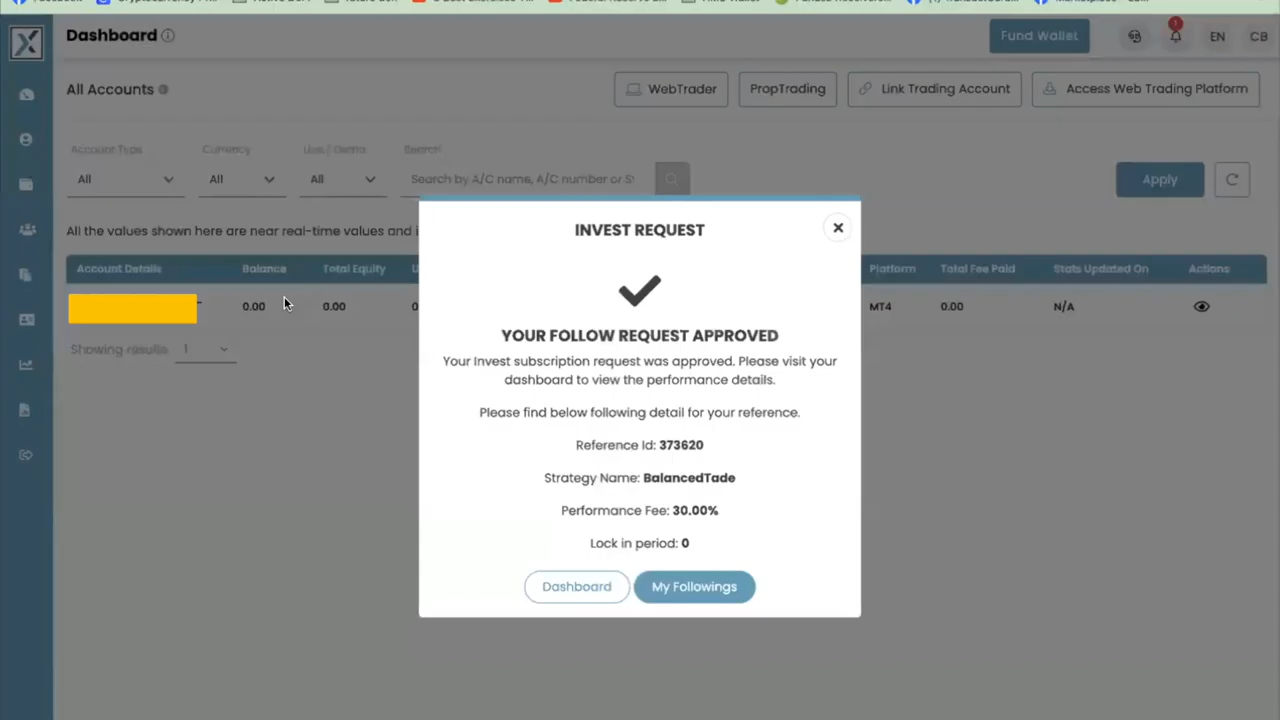 Dashboard
Fund Wallet
1
EN
CB
All Accounts
WebTrader
PropTrading
Link Trading Account
Access Web Trading Platform
Account Type
Currency
Live / Demo
Search
All
All
All
Search by A/C name, A/C number or S
Apply
All the values shown here are near real-time values and i
Account Details
Balance
Total Equity
U
Platform
Total Fee Paid
Stats Updated On
Actions
0.00
0.00
0
MT4
0.00
N/A
Showing results
1
INVEST REQUEST
YOUR FOLLOW REQUEST APPROVED
Your Invest subscription request was approved. Please visit your
dashboard to view the performance details.
Please find below following detail for your reference.
Reference Id: 373620
Strategy Name: BalancedTade
Performance Fee: 30.00%
Lock in period: 0
Dashboard
My Followings